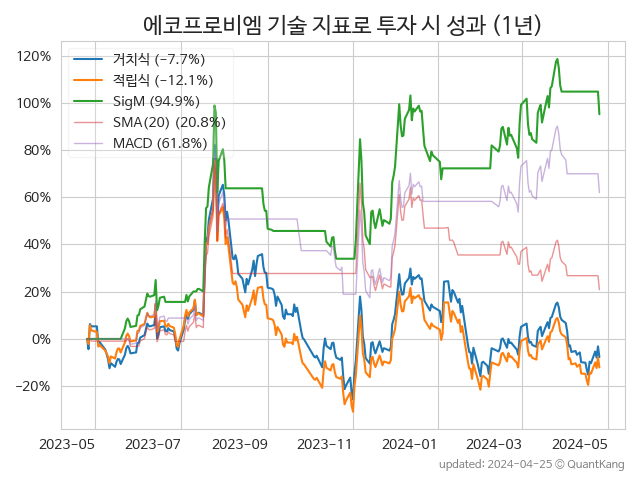 에코프로비엠 기술 지표로 투자 시 성과 (1년)
거치식 (−7.7%)
적립식 (−12.1%)
SigM (94.9%)
SMA(20) (20.8%)
MACD (61.8%)
120%
100%
80%
60%
40%
20%
0%
−20%
2023-05 2023-07 2023-09 2023-11 2024-01 2024-03 2024-05
updated: 2024-04-25 © QuantKang